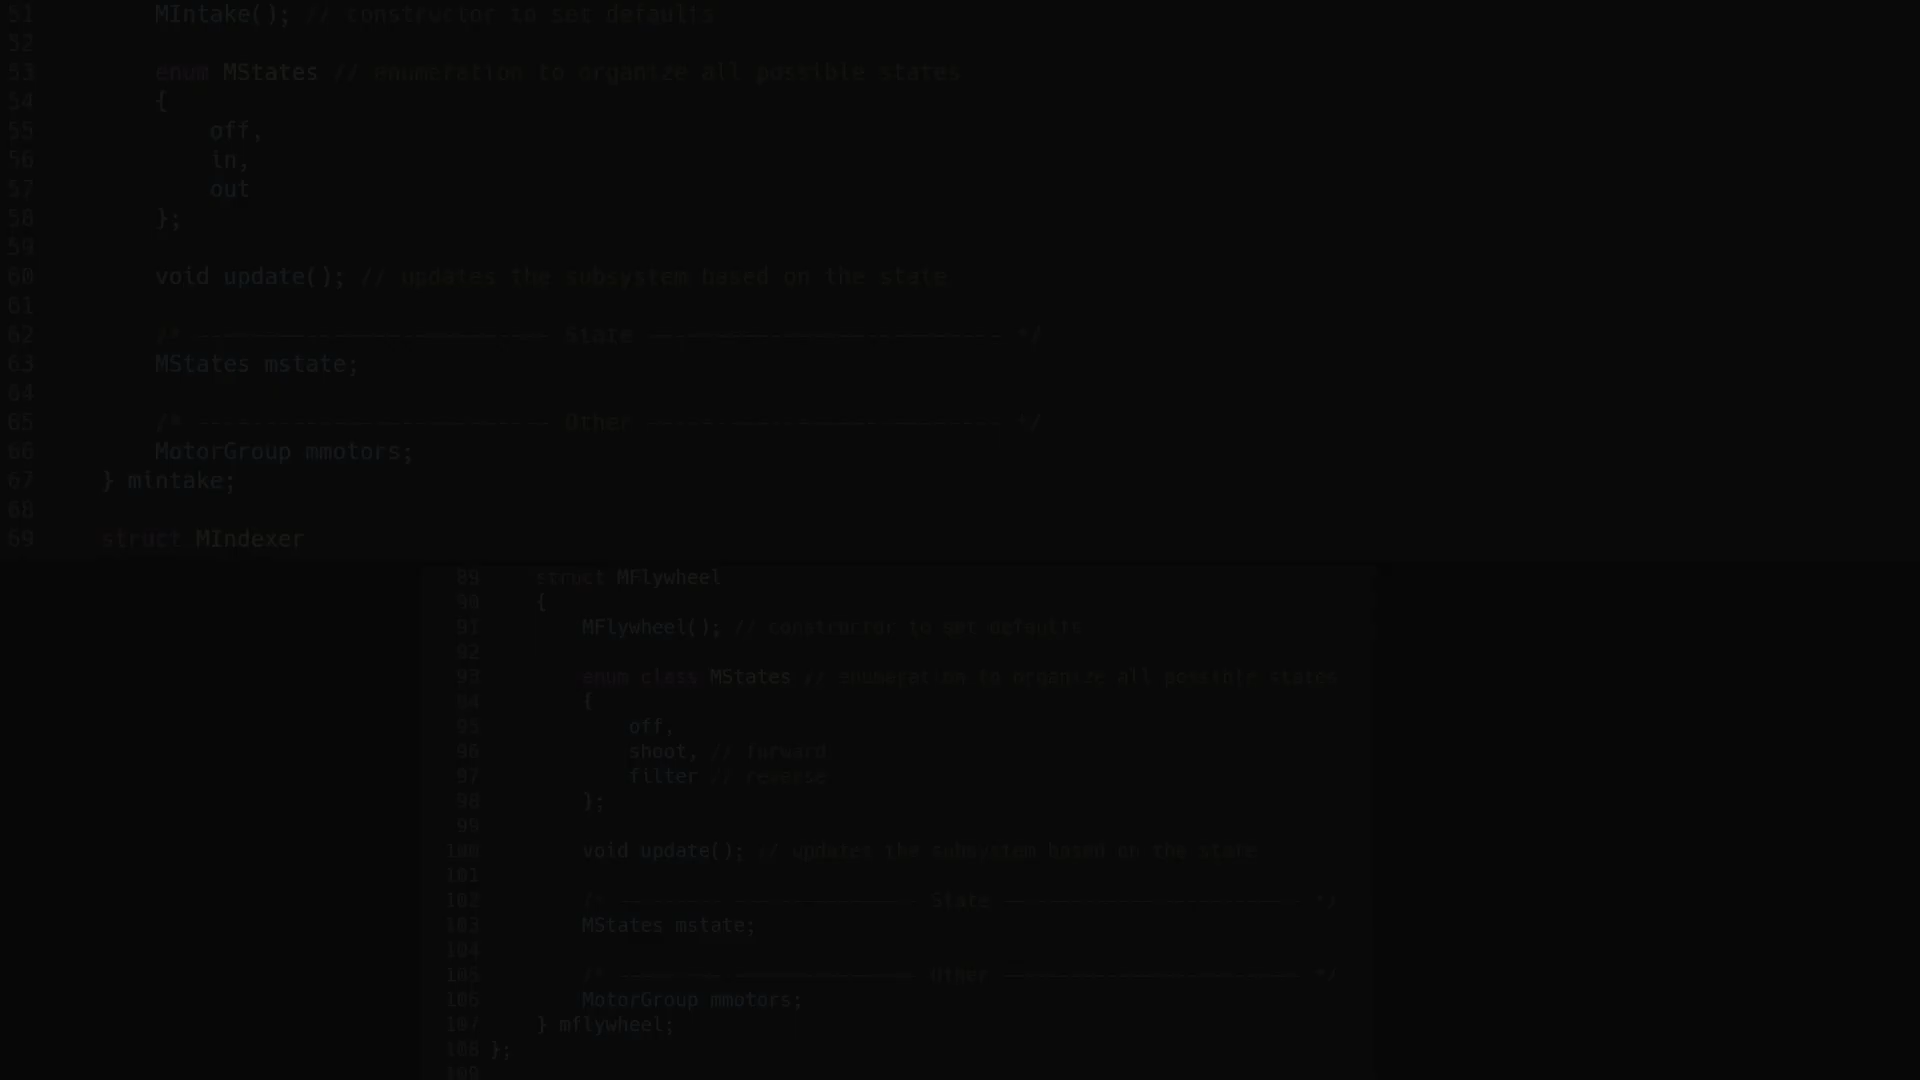 51 MIntake(); // constructor to set defaults
52
53 enum MStates // enumeration to organize all possible states
54 {
55 off,
56 in,
57 out
58 };
59
60 void update(); // updates the subsystem based on the state
61
62 /* -------------------------- State -------------------------- */
63 MStates mstate;
64
65 /* -------------------------- Other -------------------------- */
66 MotorGroup mmotors;
67 } mintake;
68
69 struct MIndexer
89 struct MFlywheel
90 {
91 MFlywheel(); // constructor to set defaults
92
93 enum class MStates // enumeration to organize all possible states
94 {
95 off,
96 shoot, // forward
97 filter // reverse
98 };
99
100 void update(); // updates the subsystem based on the state
101
102 /* -------------------------- State -------------------------- */
103 MStates mstate;
104
105 /* -------------------------- Other -------------------------- */
106 MotorGroup mmotors;
107 } mflywheel;
108 };
109